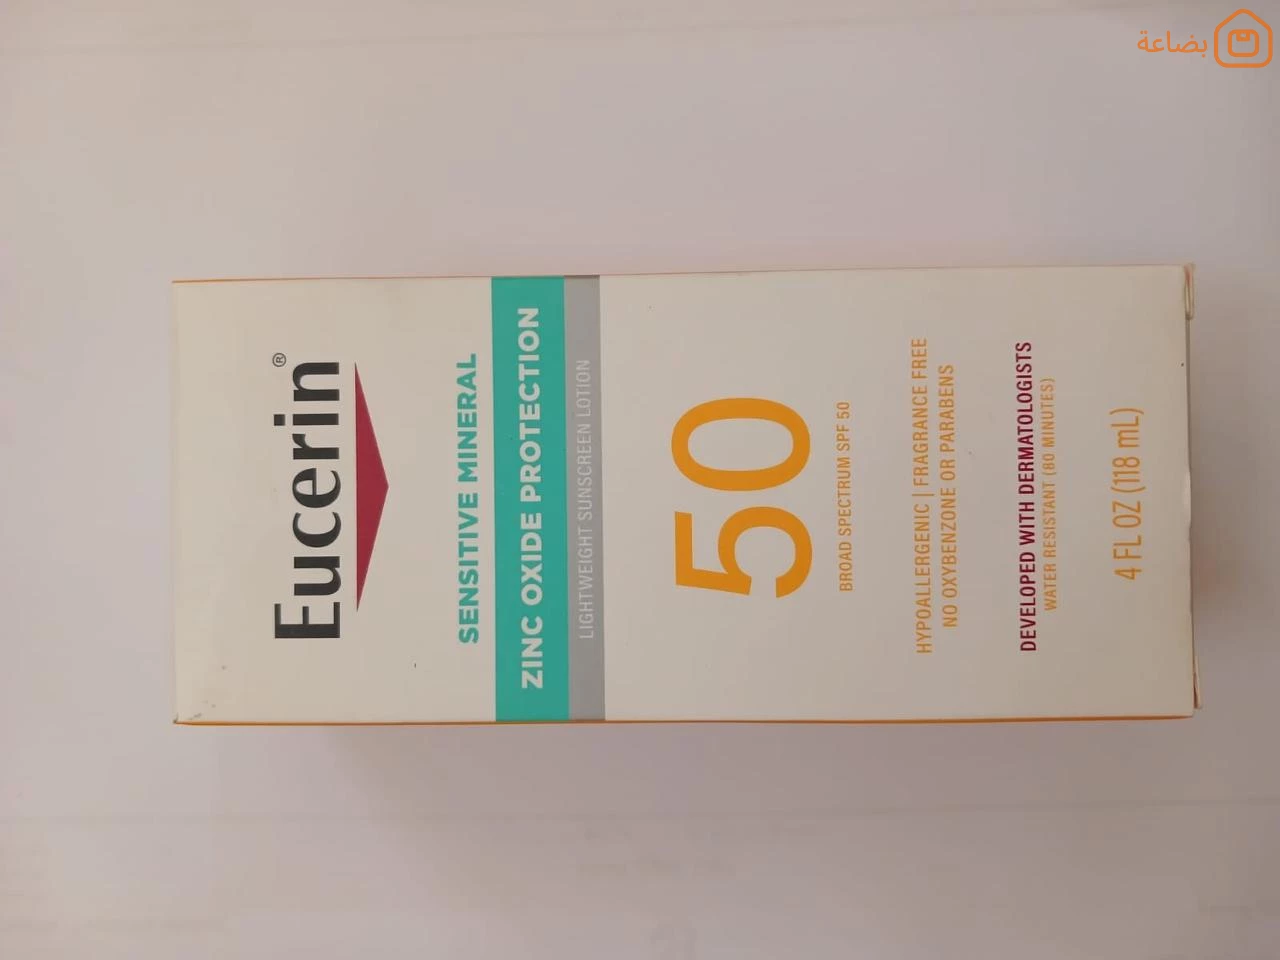 بضاعة
Eucerin®
SENSITIVE MINERAL
ZINC OXIDE PROTECTION
LIGHTWEIGHT SUNSCREEN LOTION
50
BROAD SPECTRUM SPF 50
HYPOALLERGENIC | FRAGRANCE FREE
NO OXYBENZONE OR PARABENS
DEVELOPED WITH DERMATOLOGISTS
WATER RESISTANT (80 MINUTES)
4 FL OZ (118 mL)